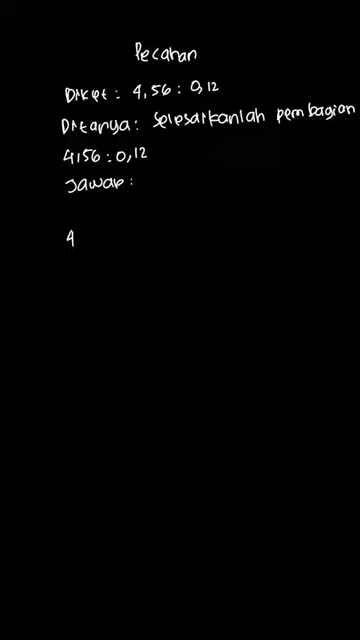 Pecahan
Diket : 4,56 : 0,12
Ditanya : Selesaikanlah pembagian
4,56 : 0,12
Jawab :
4